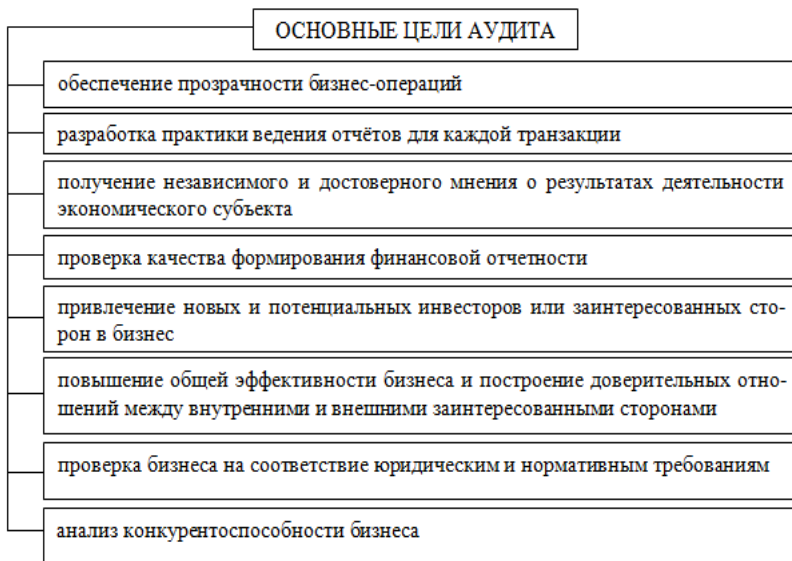 ОСНОВНЫЕ ЦЕЛИ АУДИТА
обеспечение прозрачности бизнес-операций
разработка практики ведения отчётов для каждой транзакции
получение независимого и достоверного мнения о результатах деятельности
экономического субъекта
проверка качества формирования финансовой отчетности
привлечение новых и потенциальных инвесторов или заинтересованных сто-
рон в бизнес
повышение общей эффективности бизнеса и построение доверительных отно-
шений между внутренними и внешними заинтересованными сторонами
проверка бизнеса на соответствие юридическим и нормативным требованиям
анализ конкурентоспособности бизнеса